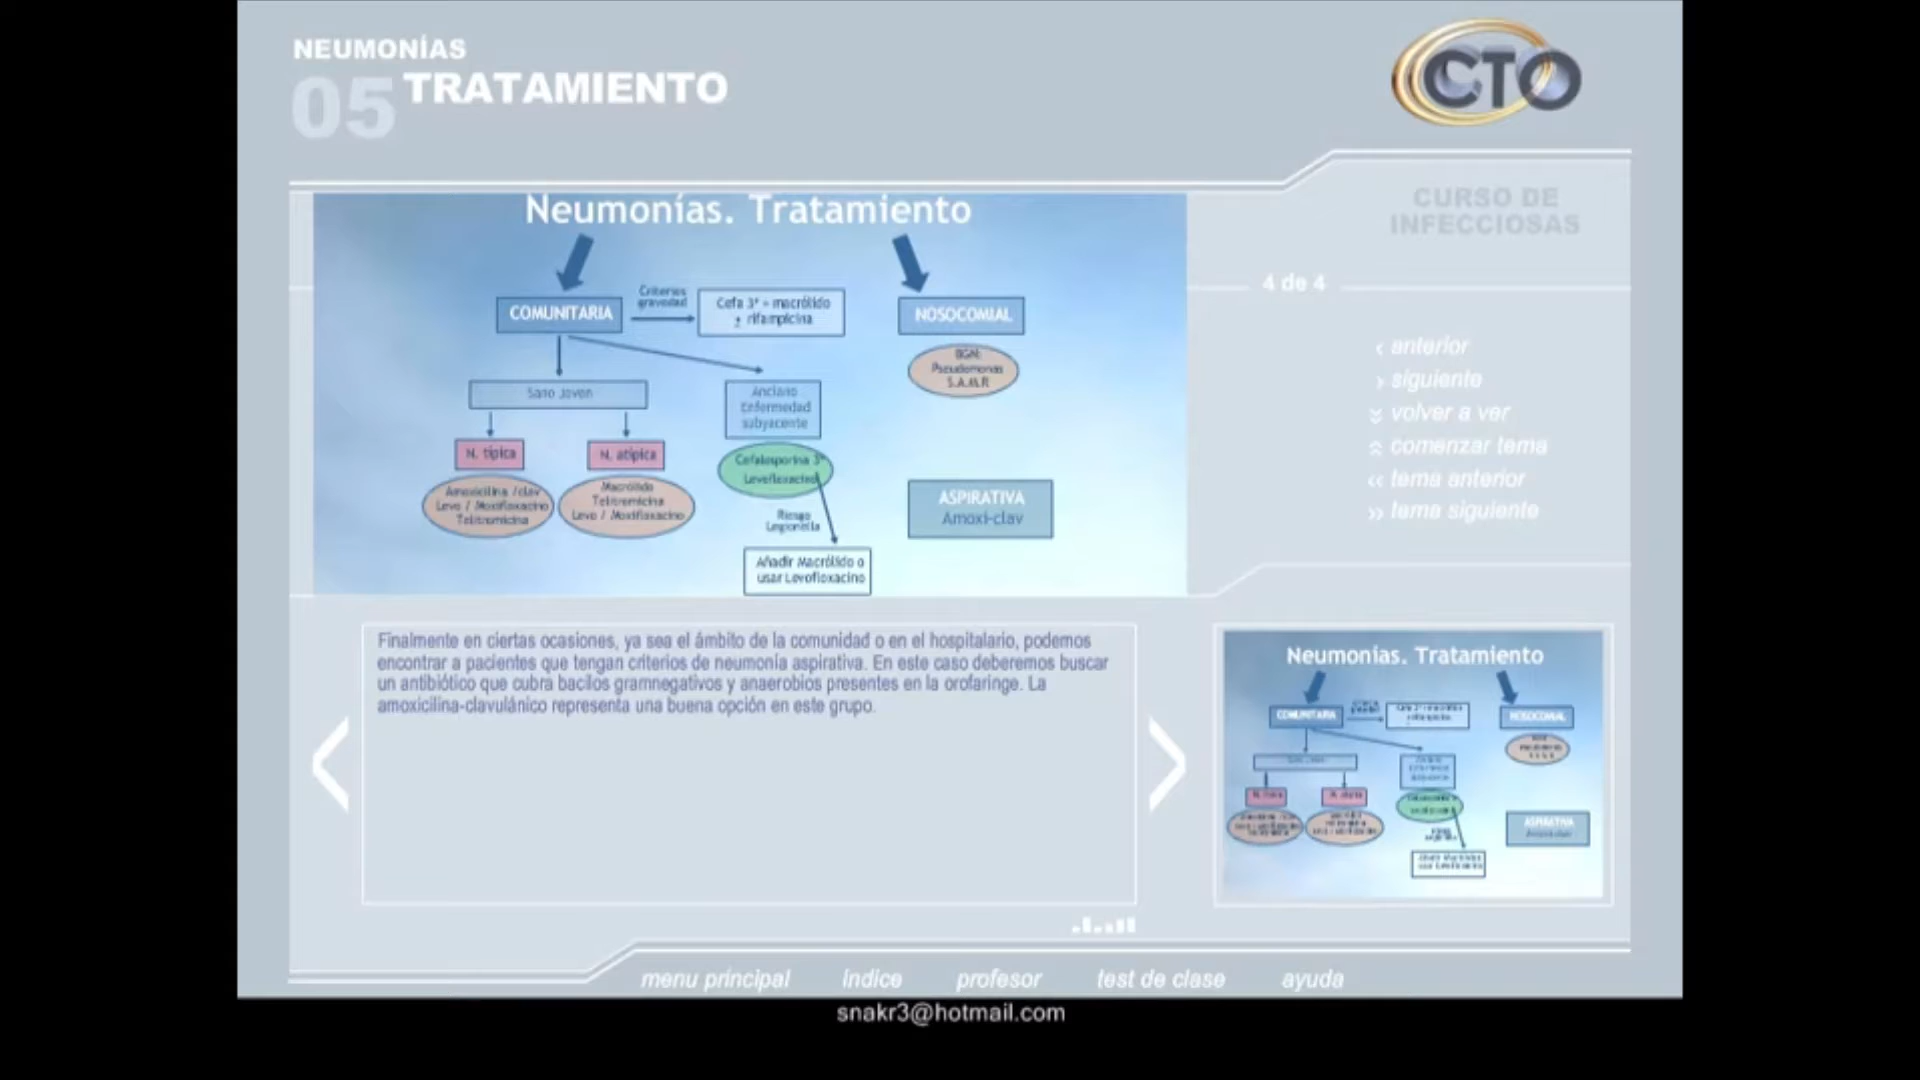 NEUMONÍAS
05 TRATAMIENTO
CTO
CURSO DE
INFECCIOSAS
4 de 4
‹ anterior
› siguiente
volver a ver
comenzar tema
‹‹ tema anterior
›› tema siguiente
Neumonías. Tratamiento
COMUNITARIA
Criterios
gravedad
Cefa 3ª + macrólido
± rifampicina
NOSOCOMIAL
BGN:
Pseudomonas
S.A.M.R
Sano Joven
Anciano
Enfermedad
subyacente
N. típica
N. atípica
Cefalosporina 3ª
Levofloxacino
Amoxicilina /clav
Levo / Moxifloxacino
Telitromicina
Macrólido
Telitromicina
Levo / Moxifloxacino
Riesgo
Legionella
ASPIRATIVA
Amoxi-clav
Añadir Macrólido o
usar Levofloxacino
Finalmente en ciertas ocasiones, ya sea el ámbito de la comunidad o en el hospitalario, podemos
encontrar a pacientes que tengan criterios de neumonía aspirativa. En este caso deberemos buscar
un antibiótico que cubra bacilos gramnegativos y anaerobios presentes en la orofaringe. La
amoxicilina-clavulánico representa una buena opción en este grupo.
Neumonías. Tratamiento
COMUNITARIA
NOSOCOMIAL
ASPIRATIVA
menu principal
índice
profesor
test de clase
ayuda
snakr3@hotmail.com